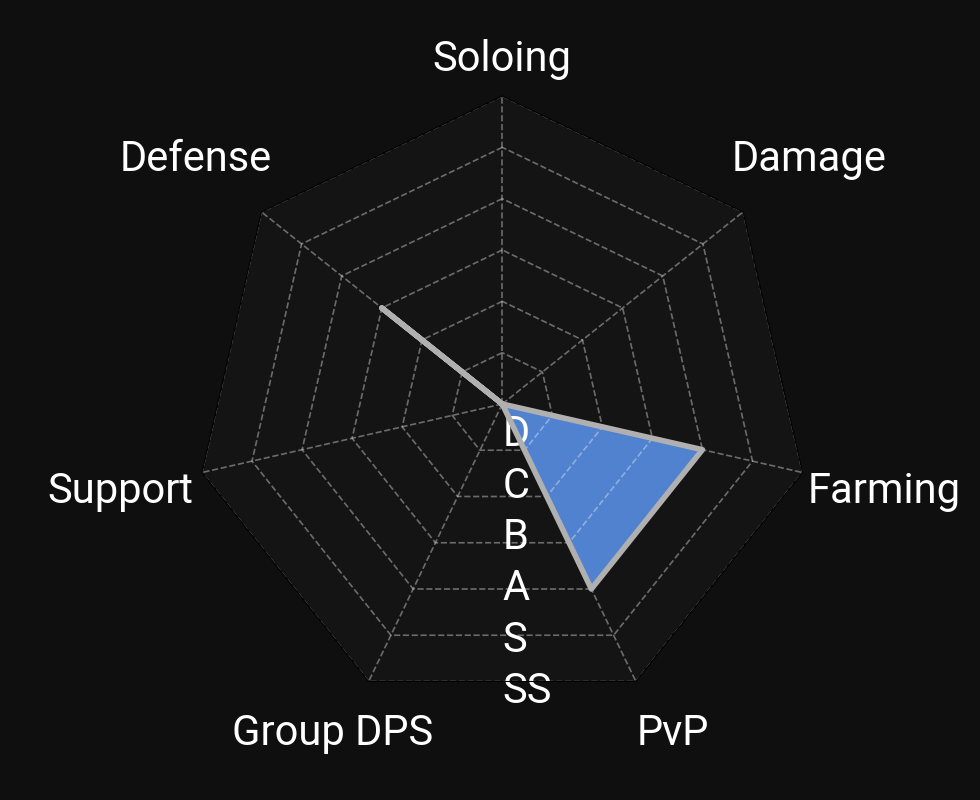 Soloing
Defense
Damage
D
C
Support
Farming
B
A
S
SS
Group DPS
PvP